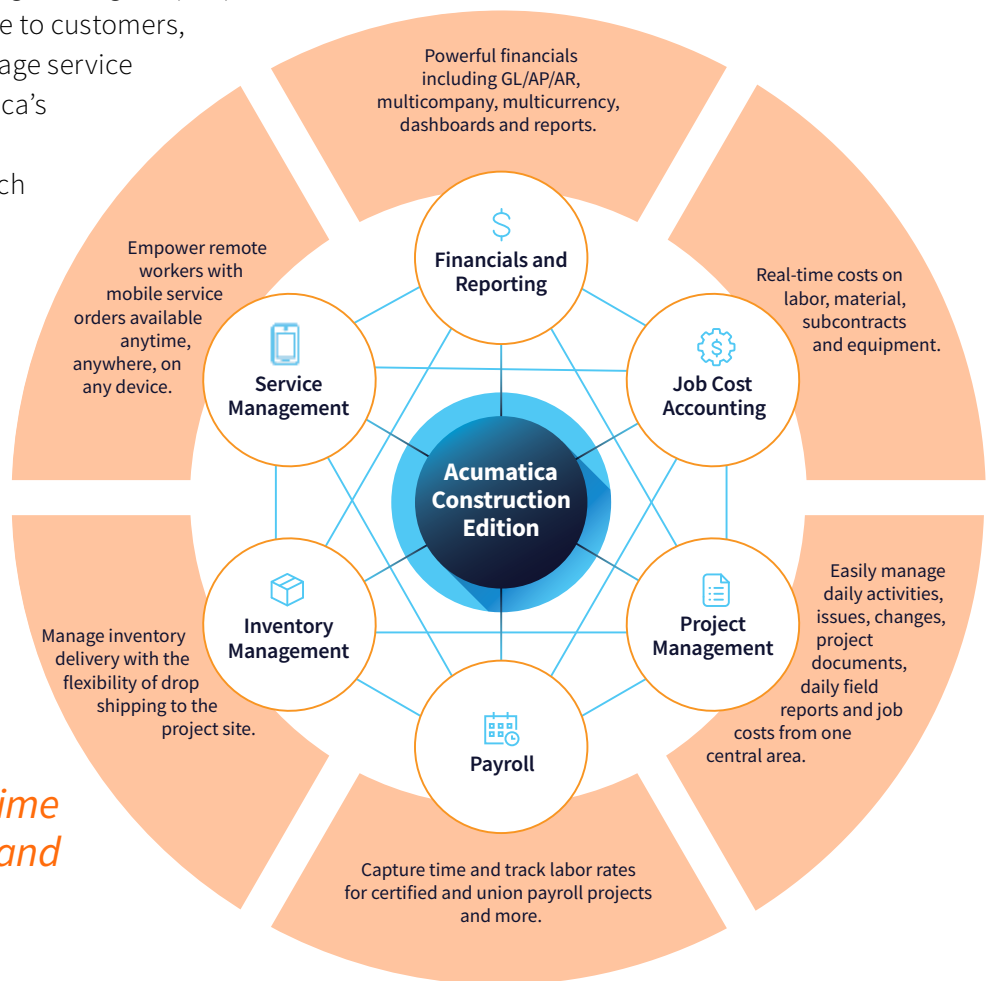 e to customers,
age service
ca’s
ch
Powerful financials
including GL/AP/AR,
multicompany, multicurrency,
dashboards and reports.
Financials and
Reporting
Real-time costs on
labor, material,
subcontracts
and equipment.
Job Cost
Accounting
Easily manage
daily activities,
issues, changes,
project
documents,
daily field
reports and job
costs from one
central area.
Project
Management
Capture time and track labor rates
for certified and union payroll projects
and more.
Payroll
Manage inventory
delivery with the
flexibility of drop
shipping to the
project site.
Inventory
Management
Empower remote
workers with
mobile service
orders available
anytime,
anywhere, on
any device.
Service
Management
Acumatica
Construction
Edition
ime
and